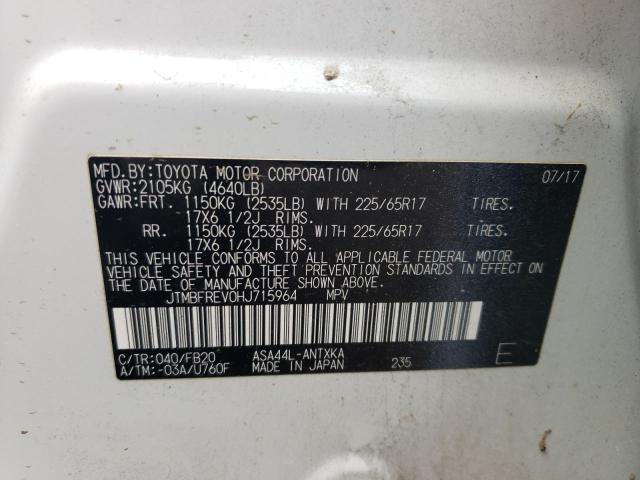 MFD.BY:TOYOTA MOTOR CORPORATION 07/17
GVWR:2105KG (4640LB)
GAWR:FRT. 1150KG (2535LB) WITH 225/65R17 TIRES.
17X6 1/2J RIMS.
RR. 1150KG (2535LB) WITH 225/65R17 TIRES.
17X6 1/2J RIMS.
THIS VEHICLE CONFORMS TO ALL APPLICABLE FEDERAL MOTOR
VEHICLE SAFETY AND THEFT PREVENTION STANDARDS IN EFFECT ON
THE DATE OF MANUFACTURE SHOWN ABOVE.
JTMBFREV0HJ715964 MPV
C/TR:040/FB20 ASA44L-ANTXKA
A/TM:-03A/U760F MADE IN JAPAN 235 E